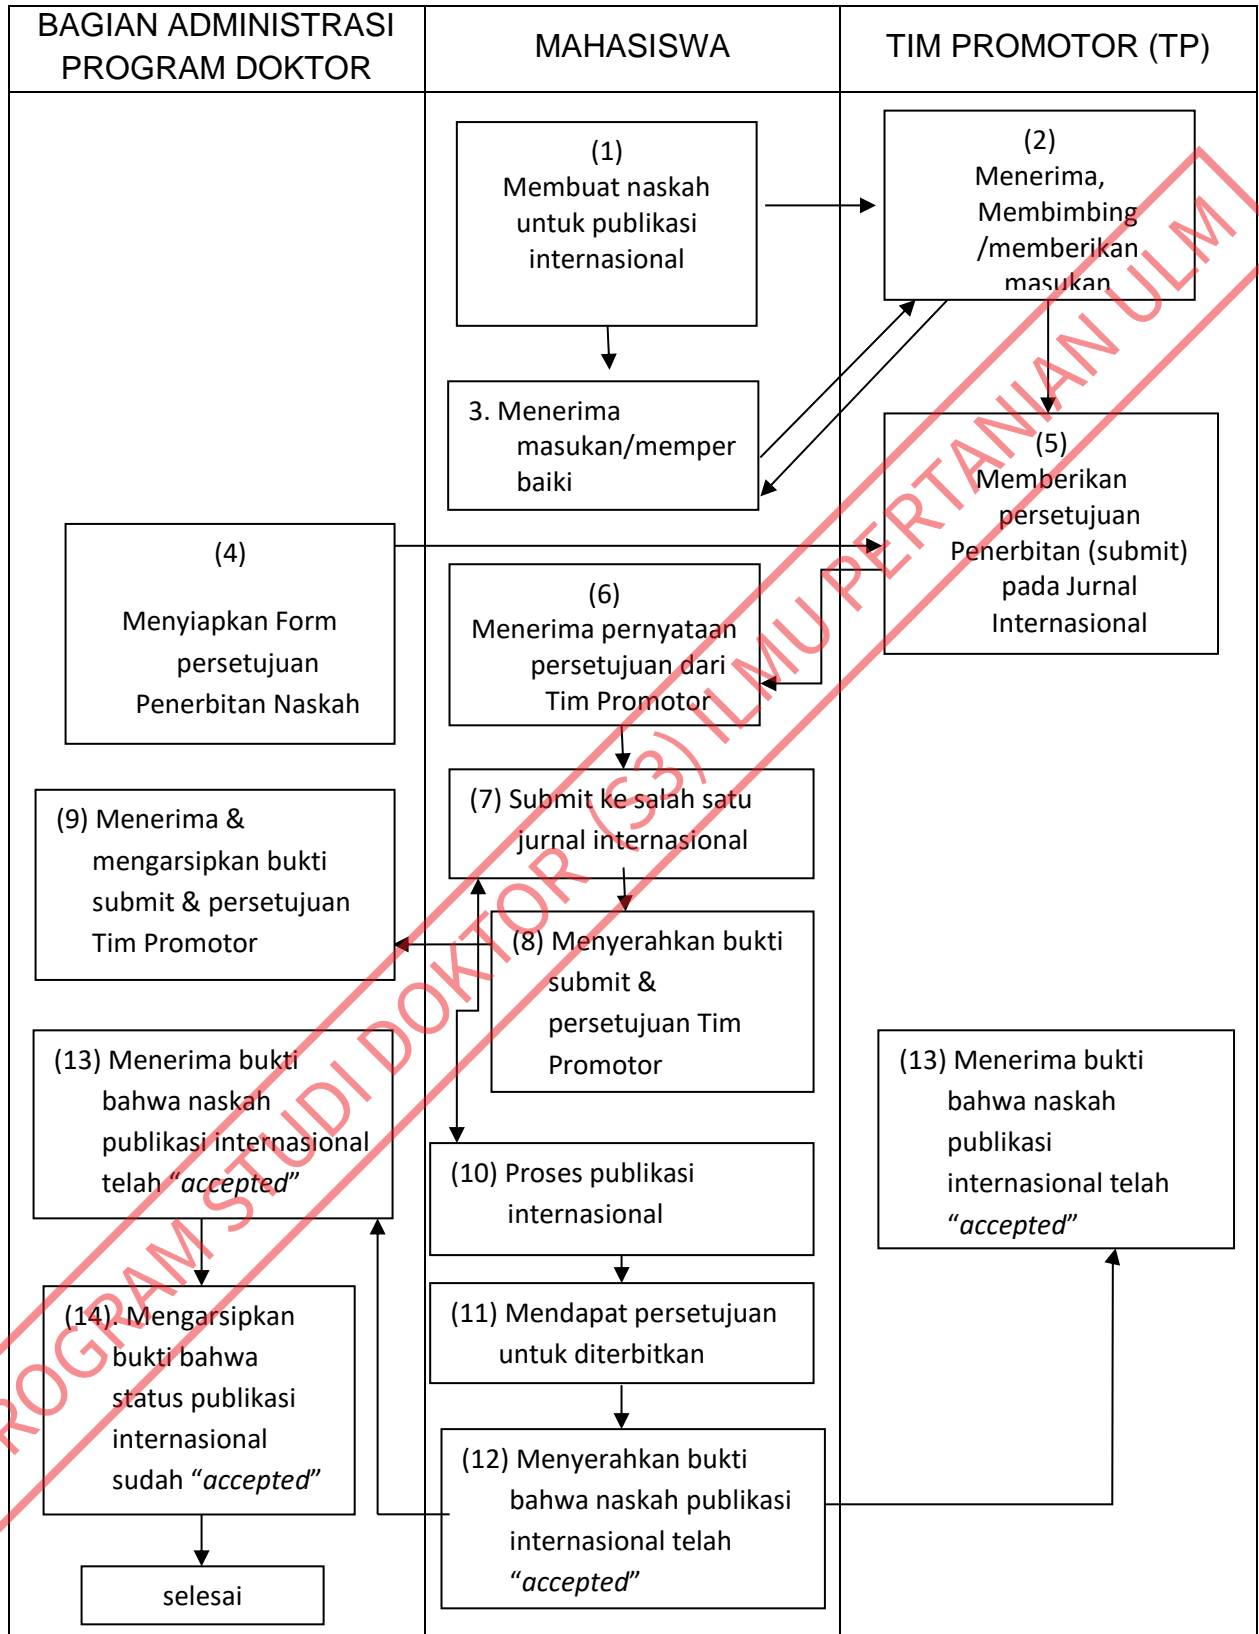 BAGIAN ADMINISTRASI
PROGRAM DOKTOR
MAHASISWA
TIM PROMOTOR (TP)
(1)
Membuat naskah
untuk publikasi
internasional
(2)
Menerima,
Membimbing
/memberikan
masukan
3. Menerima
masukan/memper
baiki
(4)
Menyiapkan Form
persetujuan
Penerbitan Naskah
(5)
Memberikan
persetujuan
Penerbitan (submit)
pada Jurnal
Internasional
(6)
Menerima pernyataan
persetujuan dari
Tim Promotor
(7) Submit ke salah satu
jurnal internasional
(8) Menyerahkan bukti
submit &
persetujuan Tim
Promotor
(9) Menerima &
mengarsipkan bukti
submit & persetujuan
Tim Promotor
(10) Proses publikasi
internasional
(11) Mendapat persetujuan
untuk diterbitkan
(12) Menyerahkan bukti
bahwa naskah publikasi
internasional telah
“accepted”
(13) Menerima bukti
bahwa naskah
publikasi internasional
telah “accepted”
(13) Menerima bukti
bahwa naskah
publikasi
internasional telah
“accepted”
(14). Mengarsipkan
bukti bahwa
status publikasi
internasional
sudah “accepted”
selesai
PROGRAM STUDI DOKTOR (S3) ILMU PERTANIAN ULM